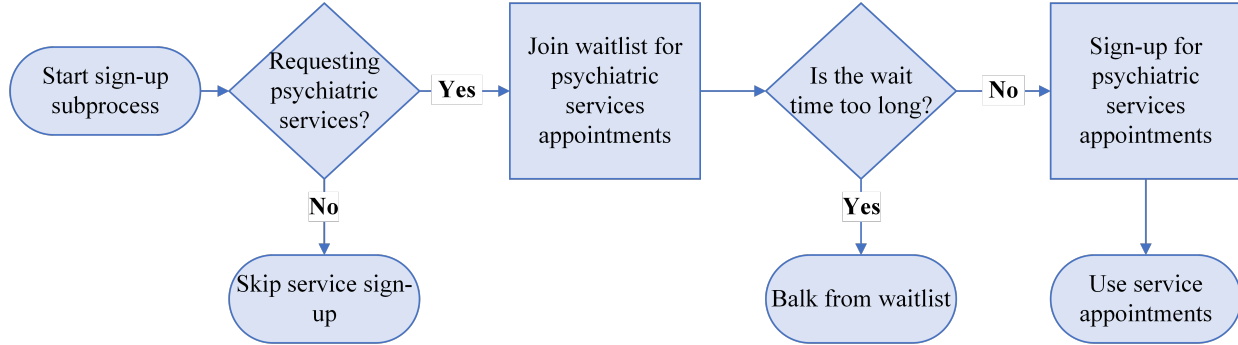 Start sign-up
subprocess
Requesting
psychiatric
services?
Yes
Join waitlist for
psychiatric
services
appointments
Is the wait
time too long?
No
Sign-up for
psychiatric
services
appointments
No
Skip service sign-
up
Yes
Balk from waitlist
Use service
appointments